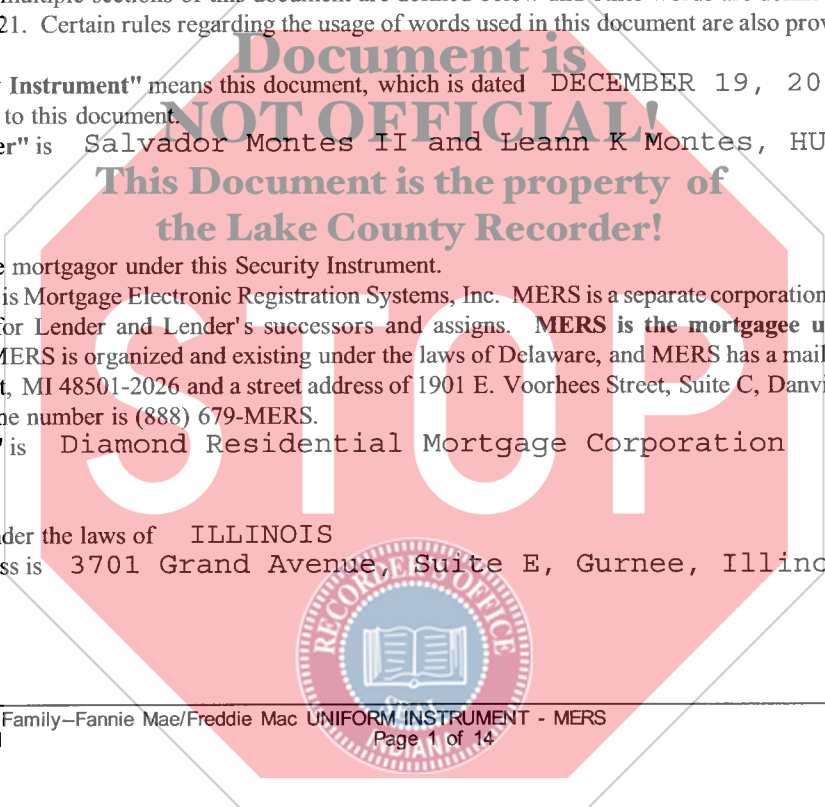 21. Certain rules regarding the usage of words used in this document are also prov
Document is
Instrument" means this document, which is dated DECEMBER 19, 20
to this document.
NOT OFFICIAL!
er" is Salvador Montes II and Leann K Montes, HU
This Document is the property of
the Lake County Recorder!
e mortgagor under this Security Instrument.
is Mortgage Electronic Registration Systems, Inc. MERS is a separate corporation
for Lender and Lender's successors and assigns. MERS is the mortgagee u
MERS is organized and existing under the laws of Delaware, and MERS has a mail
t, MI 48501-2026 and a street address of 1901 E. Voorhees Street, Suite C, Danvi
ne number is (888) 679-MERS.
" is Diamond Residential Mortgage Corporation
STOP
der the laws of ILLINOIS
ss is 3701 Grand Avenue, Suite E, Gurnee, Illino
RECORDER'S OFFICE
SEAL
INDIANA
Family–Fannie Mae/Freddie Mac UNIFORM INSTRUMENT - MERS
Page 1 of 14